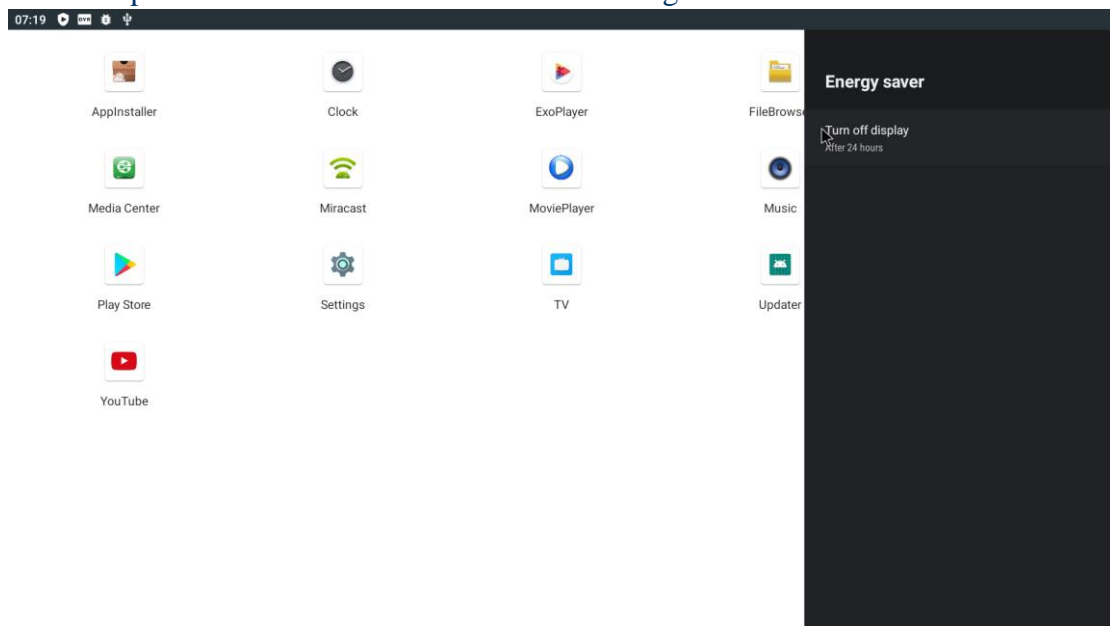 07:19
AppInstaller
Clock
ExoPlayer
Energy saver
Turn off display
After 24 hours
Media Center
Miracast
MoviePlayer
Music
Play Store
Settings
TV
Updater
YouTube